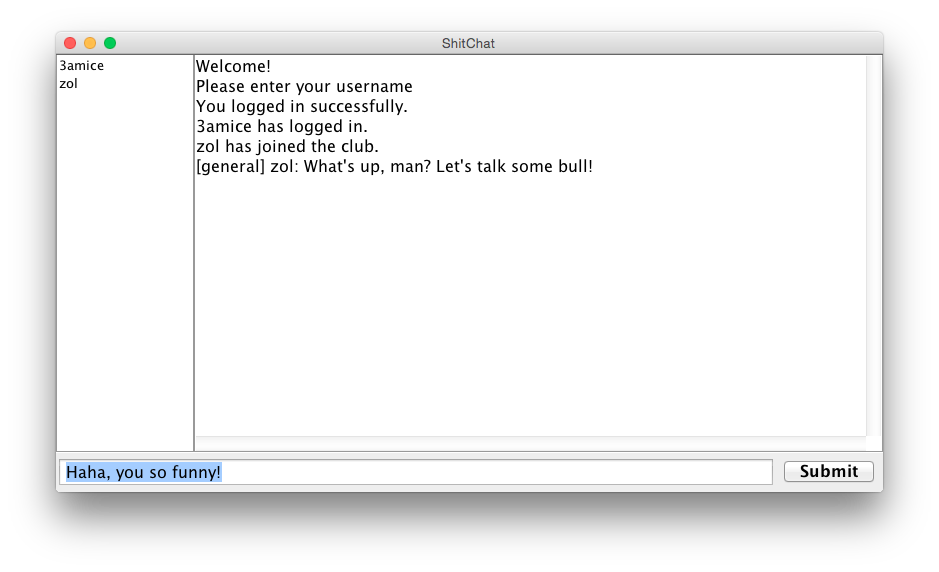 ShitChat
3amice
zol
Welcome!
Please enter your username
You logged in successfully.
3amice has logged in.
zol has joined the club.
[general] zol: What's up, man? Let's talk some bull!
Haha, you so funny!
Submit